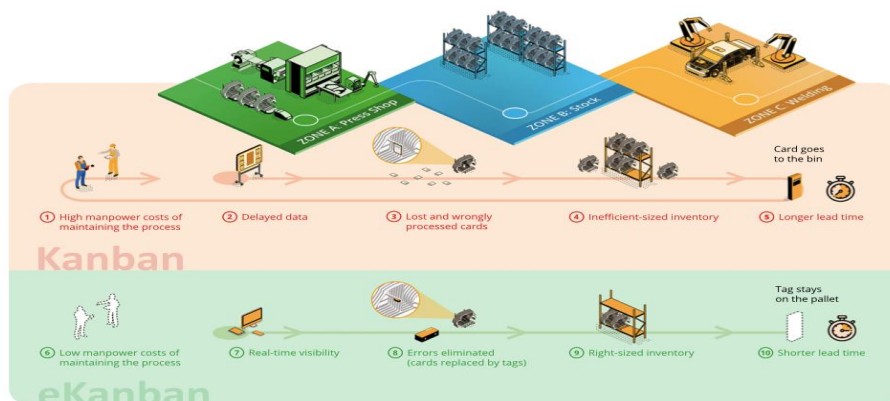 ZONE A: Press Shop
ZONE B: Stock
ZONE C: Welding
Card goes
to the bin
1 High manpower costs of
maintaining the process
2 Delayed data
3 Lost and wrongly
processed cards
4 Inefficient-sized inventory
5 Longer lead time
Kanban
Tag stays
on the pallet
6 Low manpower costs of
maintaining the process
7 Real-time visibility
8 Errors eliminated
(cards replaced by tags)
9 Right-sized inventory
10 Shorter lead time
eKanban